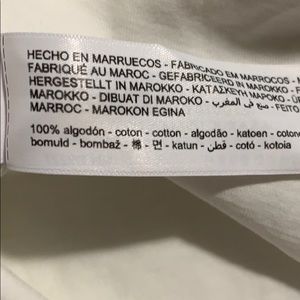 HECHO EN MARRUECOS - FABRICADO EM MARROCOS -
FABRIQUÉ AU MAROC - GEFABRICEERD IN MAROKKO -
HERGESTELLT IN MAROKKO - ΚΑΤΑΣΚΕΥΗ ΜΑΡΟΚΟ -
MAROKKO - DIBUAT DI MAROKO - صنع في المغرب - FEITO
MARROC - MAROKON EGINA
100% algodón - coton - cotton - algodão - katoen -
bomuld - bombaž - 棉 - 면 - katun - قطن - cotó - kotoia